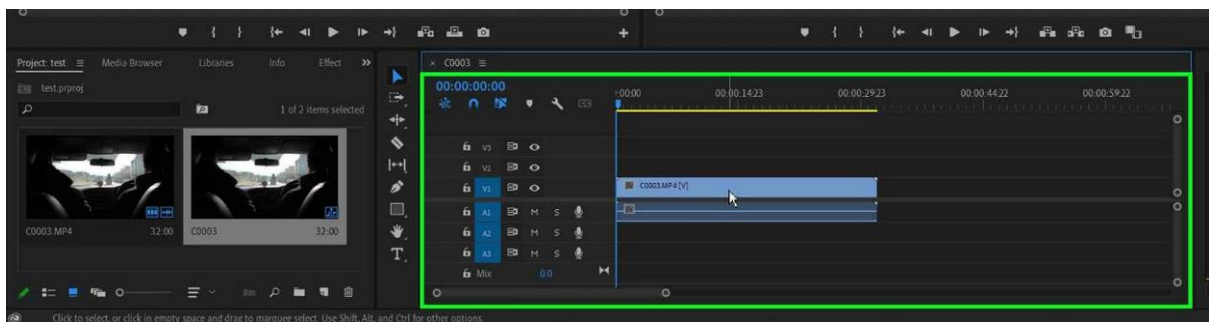 Project: test
Media Browser
Libraries
Info
Effect
test.prproj
1 of 2 items selected
C0003.MP4 32:00
C0003 32:00
T
C0003
00:00:00:00
:00:00 00:00:14:23 00:00:29:23 00:00:44:22 00:00:59:22
V3
V2
V1 C0003.MP4 [V]
A1 M S
A2 M S
A3 M S
Mix 0.0
Click to select, or click in empty space and drag to marquee select. Use Shift, Alt, and Ctrl for other options.